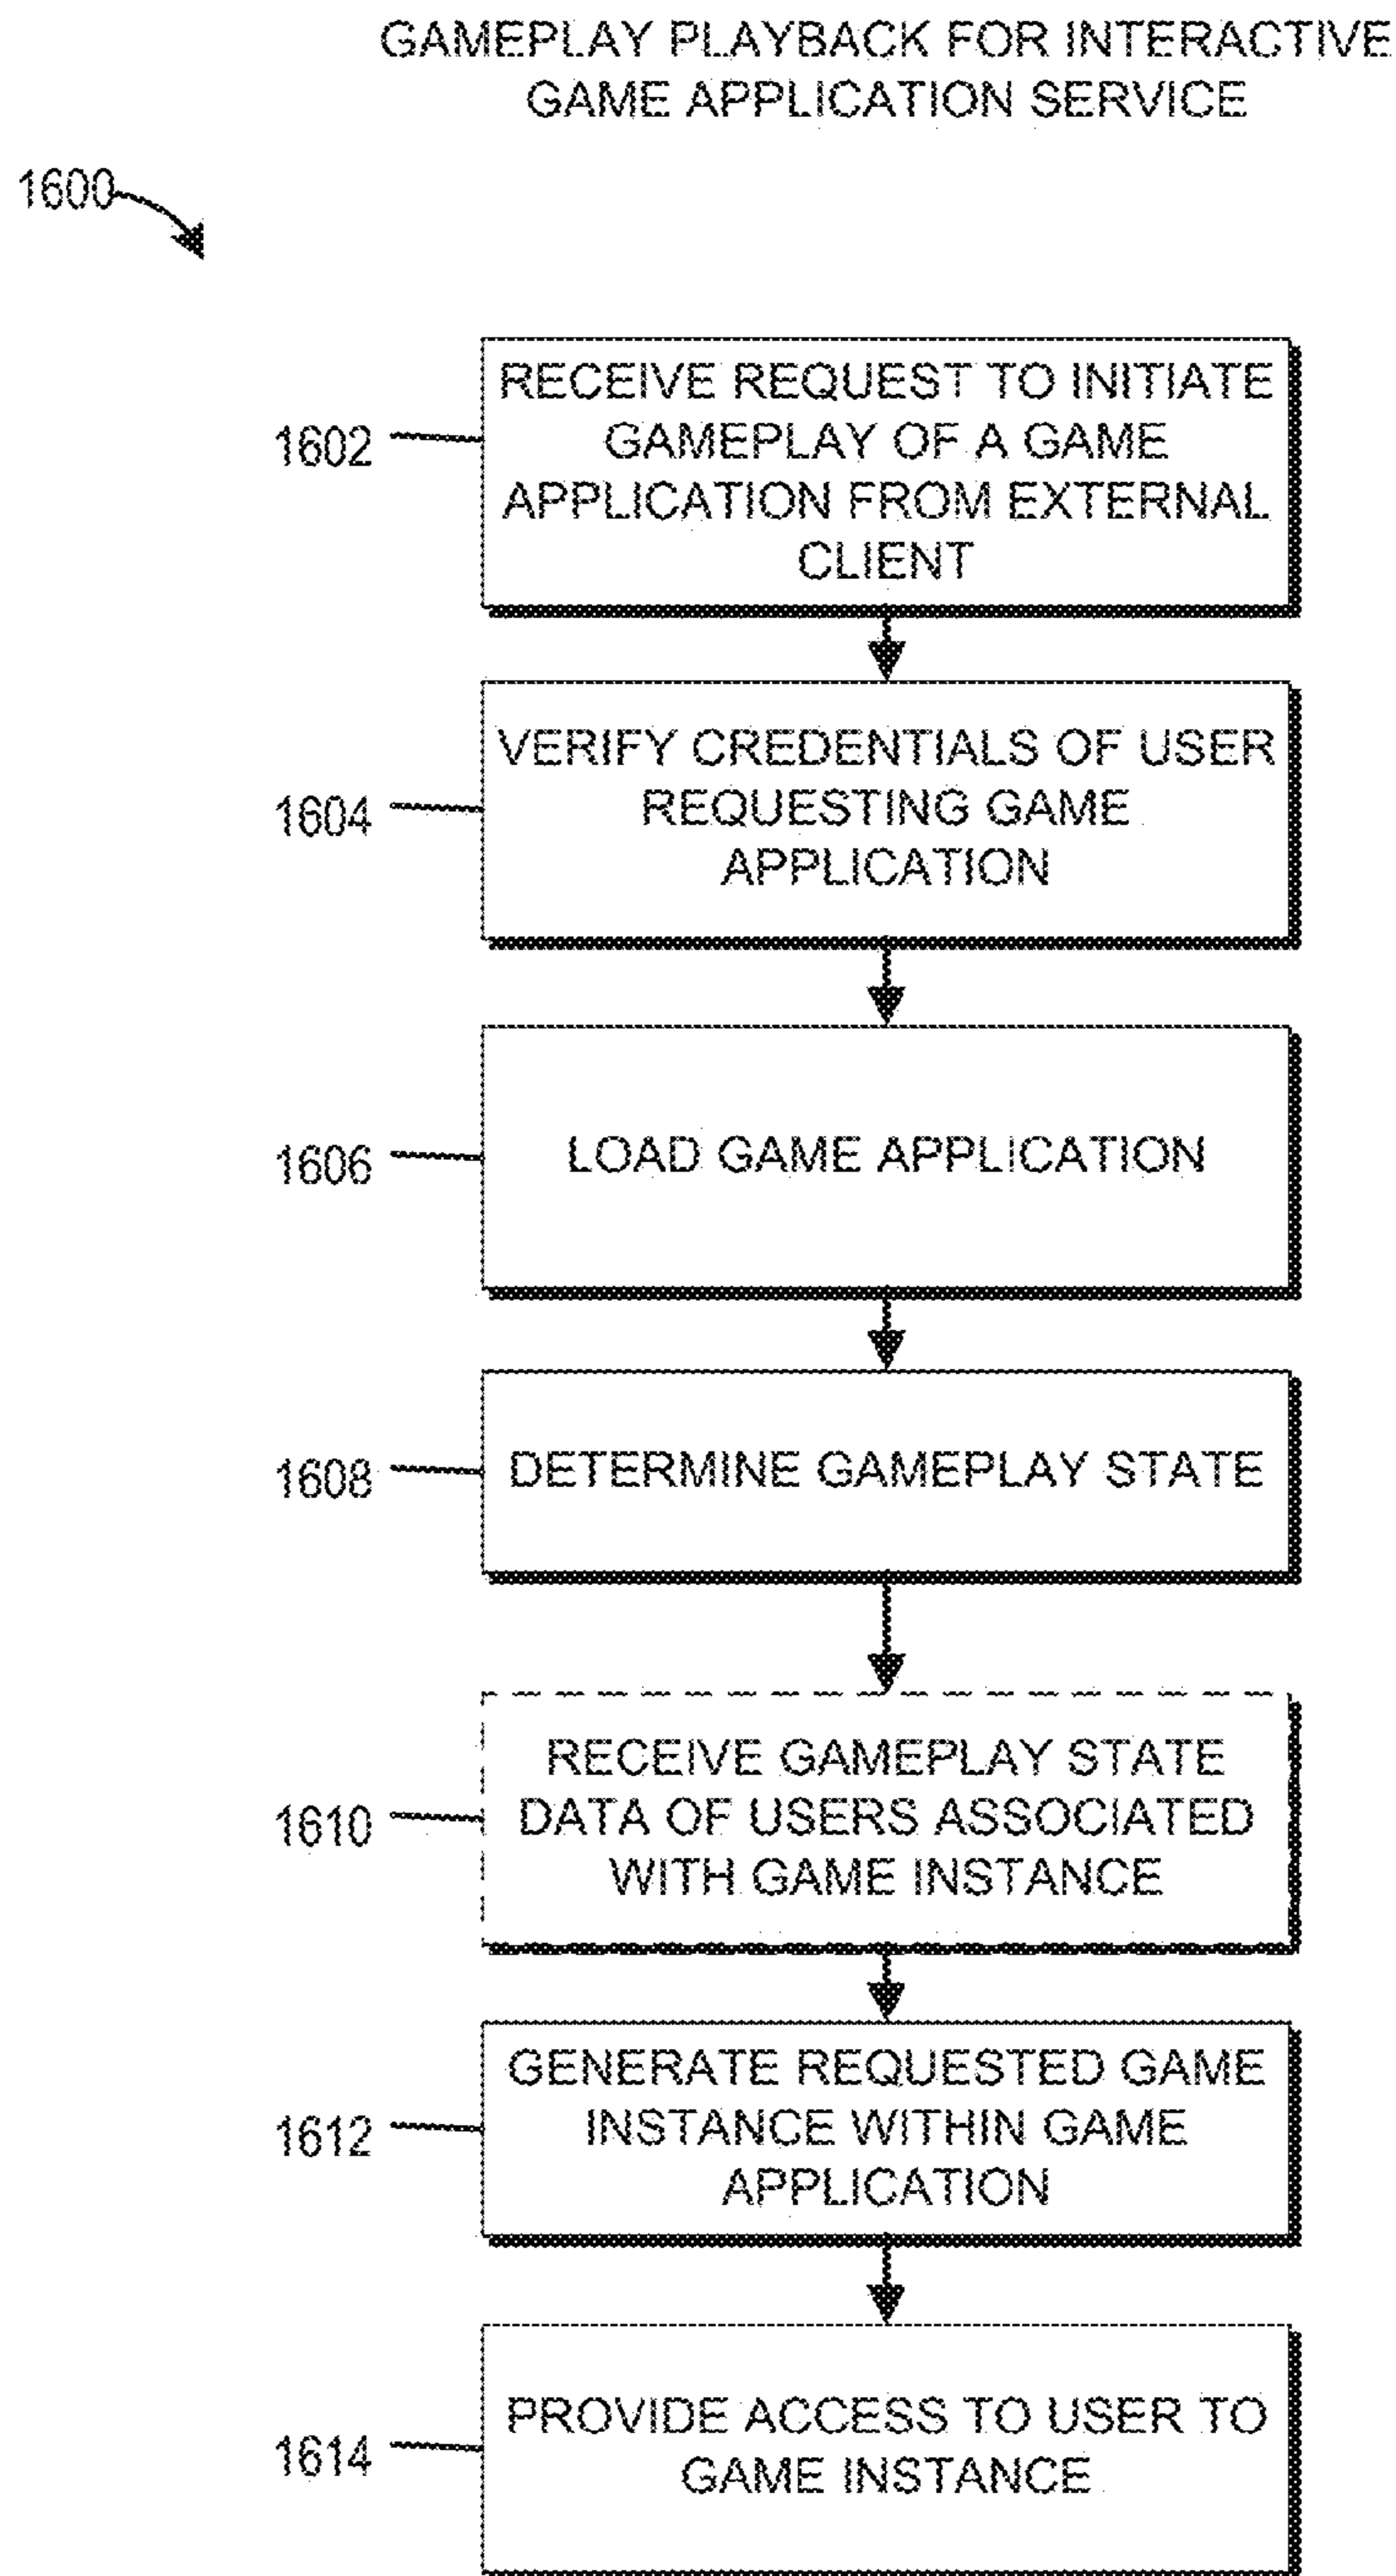 GAMEPLAY PLAYBACK FOR INTERACTIVE
GAME APPLICATION SERVICE
1600
RECEIVE REQUEST TO INITIATE
GAMEPLAY OF A GAME
APPLICATION FROM EXTERNAL
CLIENT
1602
VERIFY CREDENTIALS OF USER
REQUESTING GAME
APPLICATION
1604
LOAD GAME APPLICATION
1606
DETERMINE GAMEPLAY STATE
1608
RECEIVE GAMEPLAY STATE
DATA OF USERS ASSOCIATED
WITH GAME INSTANCE
1610
GENERATE REQUESTED GAME
INSTANCE WITHIN GAME
APPLICATION
1612
PROVIDE ACCESS TO USER TO
GAME INSTANCE
1614